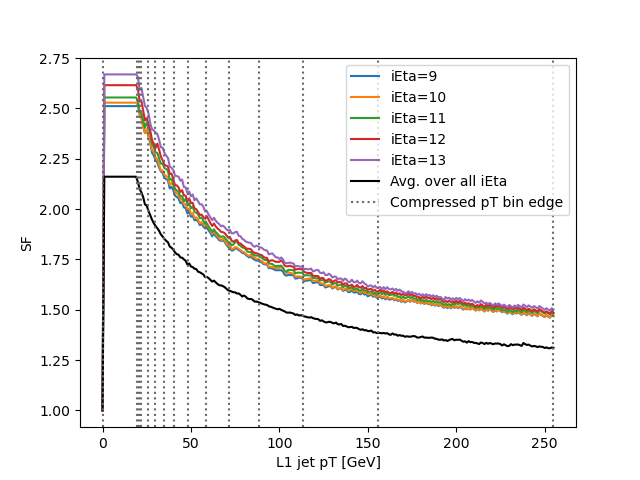 2.75
2.50
2.25
2.00
1.75
1.50
1.25
1.00
SF
0
50
100
150
200
250
L1 jet pT [GeV]
iEta=9
iEta=10
iEta=11
iEta=12
iEta=13
Avg. over all iEta
Compressed pT bin edge